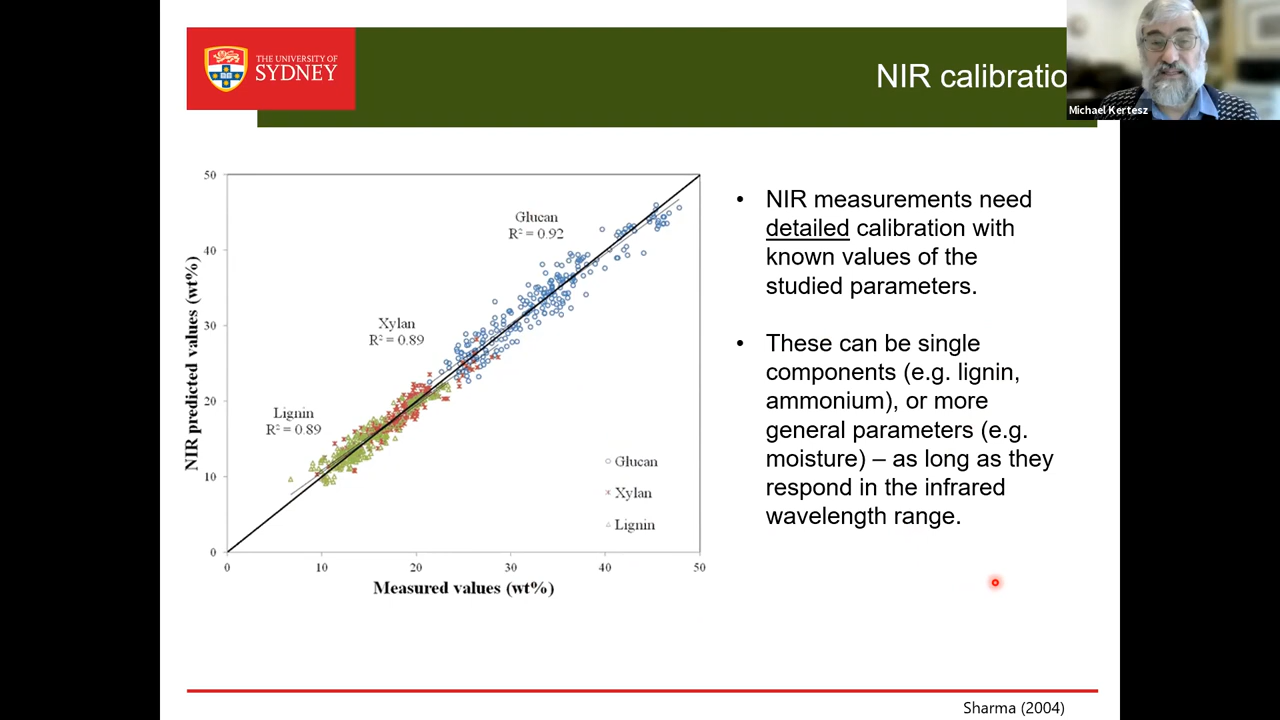 THE UNIVERSITY OF
SYDNEY
NIR calibratio
Michael Kertesz
50
40
30
20
10
0
NIR predicted values (wt%)
Glucan
R² = 0.92
Xylan
R² = 0.89
Lignin
R² = 0.89
Glucan
Xylan
Lignin
0 10 20 30 40 50
Measured values (wt%)
• NIR measurements need
detailed calibration with
known values of the
studied parameters.
• These can be single
components (e.g. lignin,
ammonium), or more
general parameters (e.g.
moisture) – as long as they
respond in the infrared
wavelength range.
Sharma (2004)